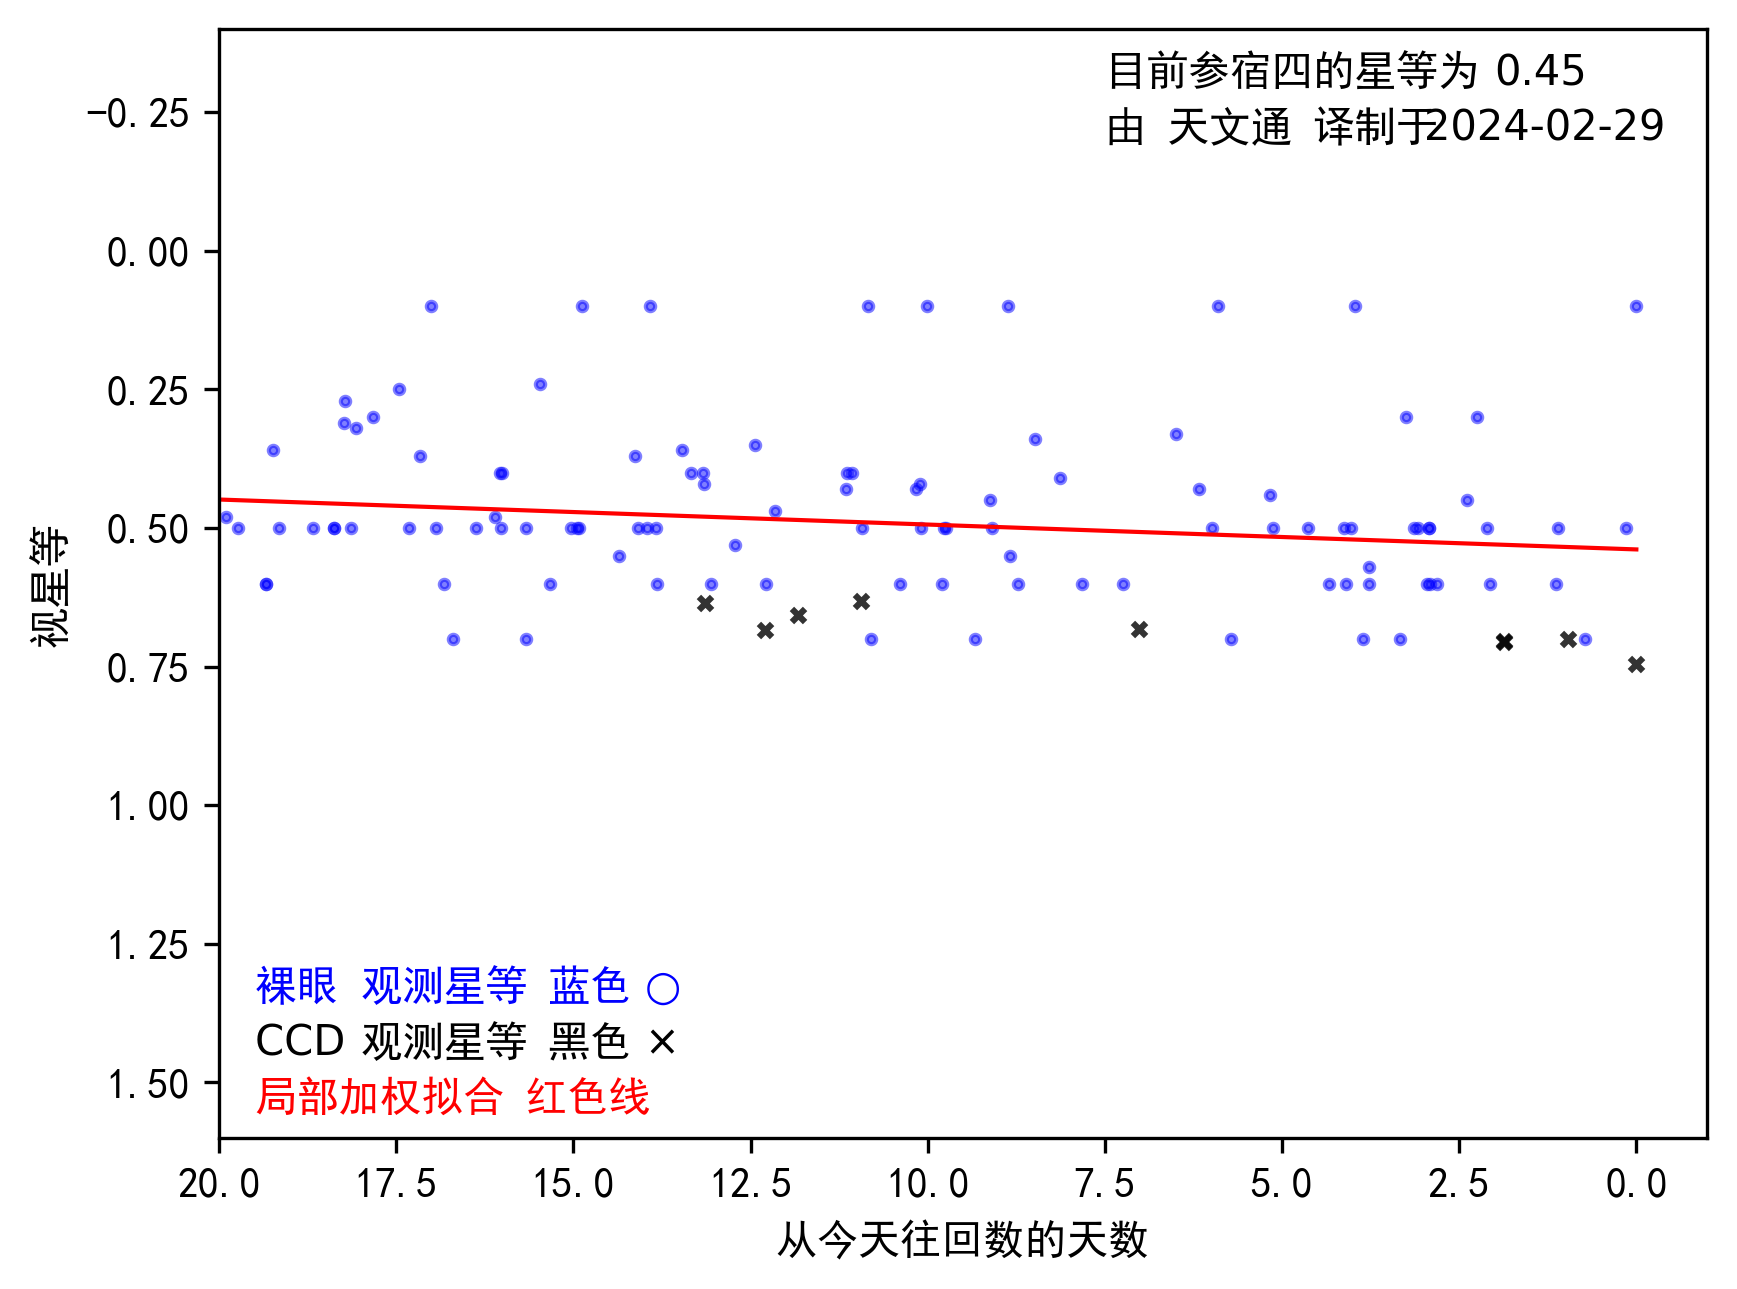 目前参宿四的星等为 0.45
由 天文通 译制于2024-02-29
−0.25
0.00
0.25
0.50
0.75
1.00
1.25
1.50
视星等
裸眼 观测星等 蓝色 ○
CCD 观测星等 黑色 ×
局部加权拟合 红色线
20.0 17.5 15.0 12.5 10.0 7.5 5.0 2.5 0.0
从今天往回数的天数